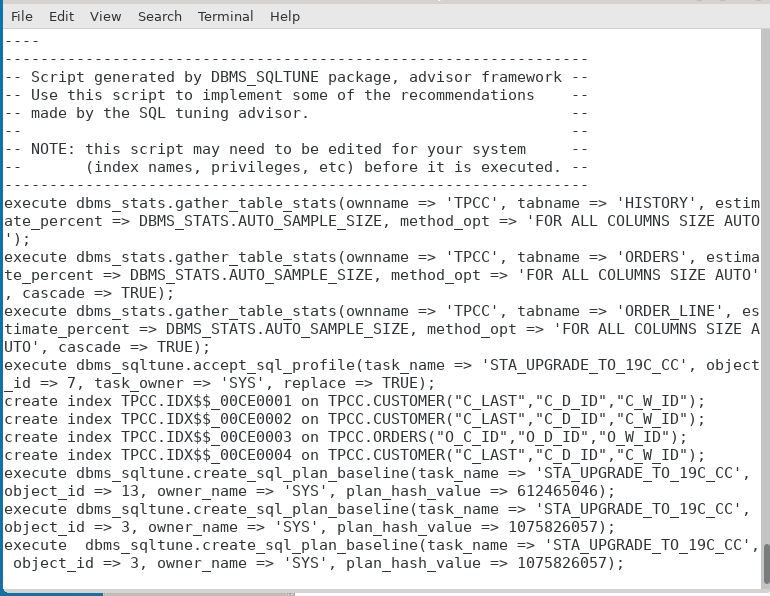 File Edit View Search Terminal Help
----
-----------------------------------------------------------------
-- Script generated by DBMS_SQLTUNE package, advisor framework --
-- Use this script to implement some of the recommendations    --
-- made by the SQL tuning advisor.                             --
--                                                             --
-- NOTE: this script may need to be edited for your system     --
--       (index names, privileges, etc) before it is executed. --
-----------------------------------------------------------------
execute dbms_stats.gather_table_stats(ownname => 'TPCC', tabname => 'HISTORY', estim
ate_percent => DBMS_STATS.AUTO_SAMPLE_SIZE, method_opt => 'FOR ALL COLUMNS SIZE AUTO
');
execute dbms_stats.gather_table_stats(ownname => 'TPCC', tabname => 'ORDERS', estima
te_percent => DBMS_STATS.AUTO_SAMPLE_SIZE, method_opt => 'FOR ALL COLUMNS SIZE AUTO'
, cascade => TRUE);
execute dbms_stats.gather_table_stats(ownname => 'TPCC', tabname => 'ORDER_LINE', es
timate_percent => DBMS_STATS.AUTO_SAMPLE_SIZE, method_opt => 'FOR ALL COLUMNS SIZE A
UTO', cascade => TRUE);
execute dbms_sqltune.accept_sql_profile(task_name => 'STA_UPGRADE_TO_19C_CC', object
_id => 7, task_owner => 'SYS', replace => TRUE);
create index TPCC.IDX$$_00CE0001 on TPCC.CUSTOMER("C_LAST","C_D_ID","C_W_ID");
create index TPCC.IDX$$_00CE0002 on TPCC.CUSTOMER("C_LAST","C_D_ID","C_W_ID");
create index TPCC.IDX$$_00CE0003 on TPCC.ORDERS("O_C_ID","O_D_ID","O_W_ID");
create index TPCC.IDX$$_00CE0004 on TPCC.CUSTOMER("C_LAST","C_D_ID","C_W_ID");
execute dbms_sqltune.create_sql_plan_baseline(task_name => 'STA_UPGRADE_TO_19C_CC',
object_id => 13, owner_name => 'SYS', plan_hash_value => 612465046);
execute dbms_sqltune.create_sql_plan_baseline(task_name => 'STA_UPGRADE_TO_19C_CC',
object_id => 3, owner_name => 'SYS', plan_hash_value => 1075826057);
execute  dbms_sqltune.create_sql_plan_baseline(task_name => 'STA_UPGRADE_TO_19C_CC',
 object_id => 3, owner_name => 'SYS', plan_hash_value => 1075826057);